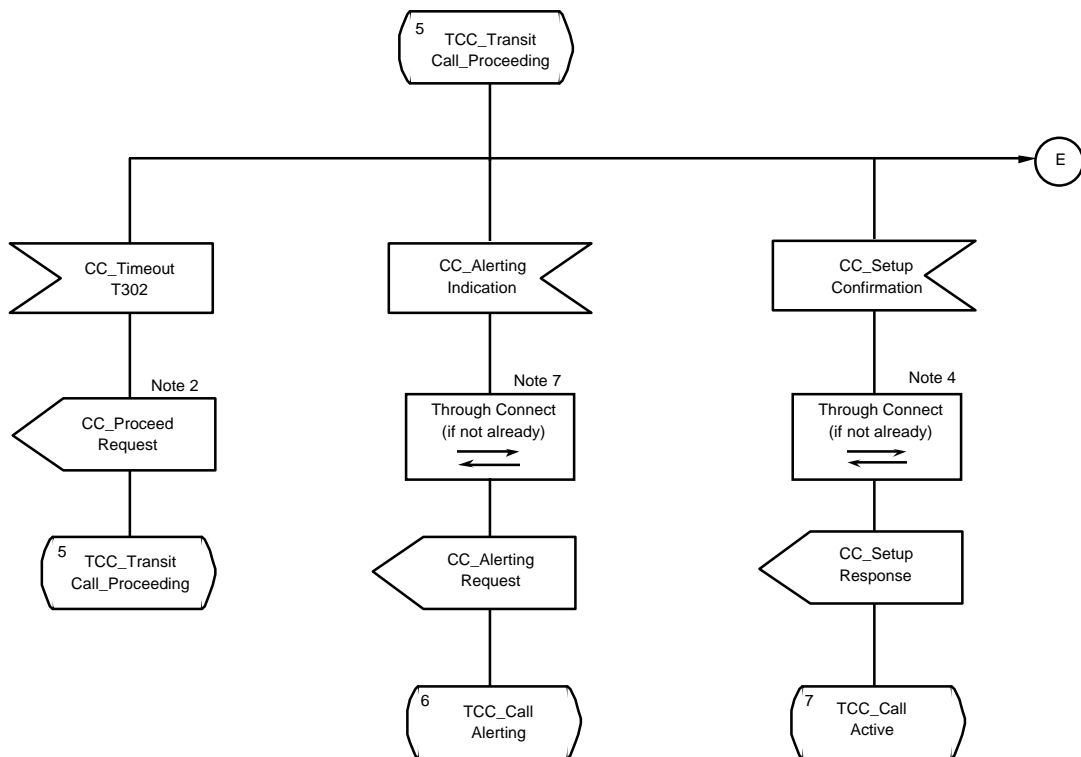 5
TCC_Transit
Call_Proceeding
E
CC_Timeout
T302
CC_Alerting
Indication
CC_Setup
Confirmation
Note 2
Note 7
Note 4
CC_Proceed
Request
Through Connect
(if not already)
Through Connect
(if not already)
5
TCC_Transit
Call_Proceeding
CC_Alerting
Request
CC_Setup
Response
6
TCC_Call
Alerting
7
TCC_Call
Active